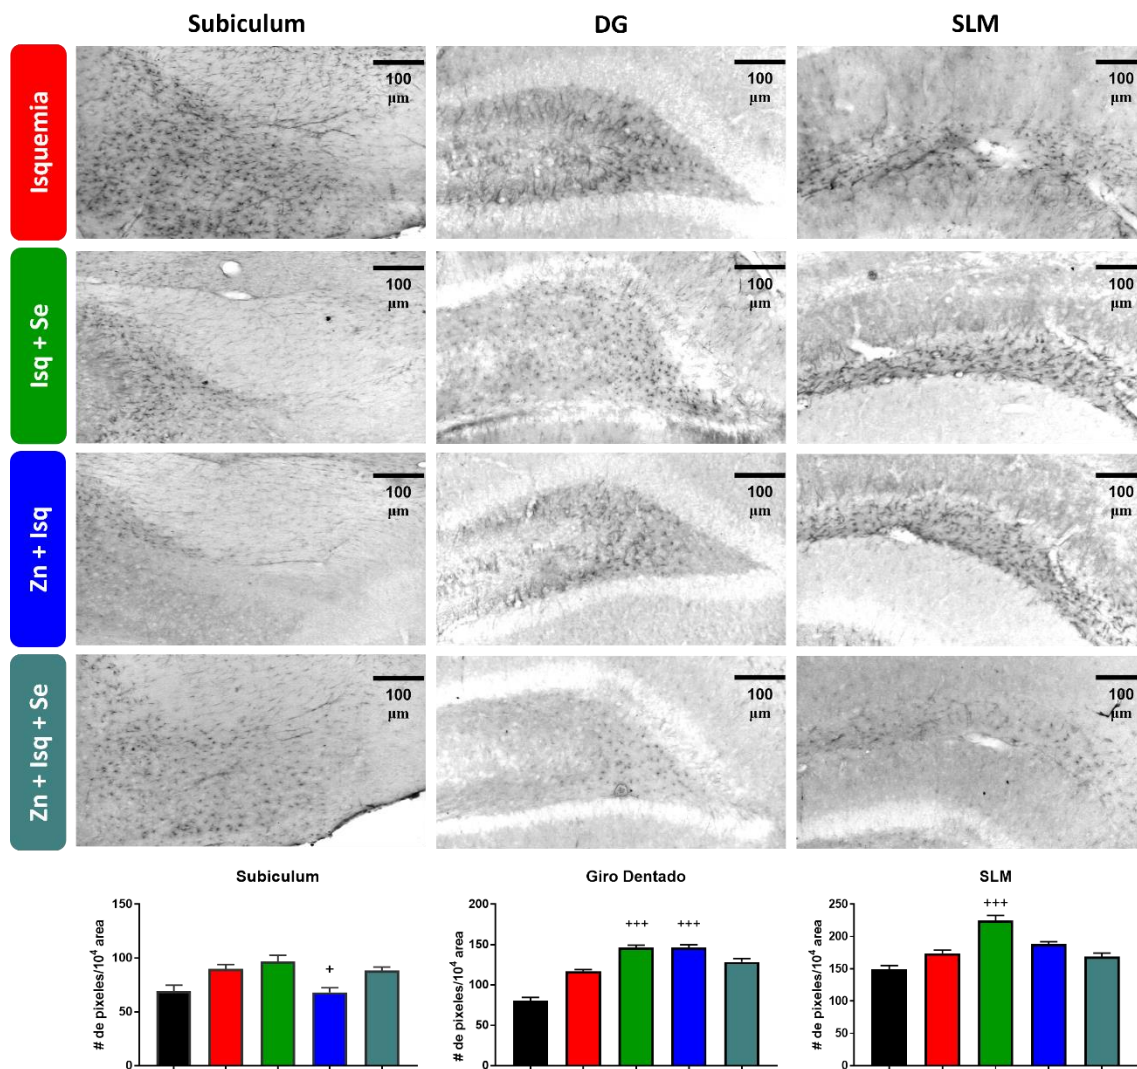 Subiculum DG SLM
Isquemia
100
µm
100
µm
100
µm
Isq + Se
100
µm
100
µm
100
µm
Zn + Isq
100
µm
100
µm
100
µm
Zn + Isq + Se
100
µm
100
µm
100
µm
Subiculum
# de pixeles/10⁴ area
150
100
50
0
+
Giro Dentado
# de pixeles/10⁴ area
200
150
100
50
0
+++
+++
SLM
# de pixeles/10⁴ area
250
200
150
100
50
0
+++